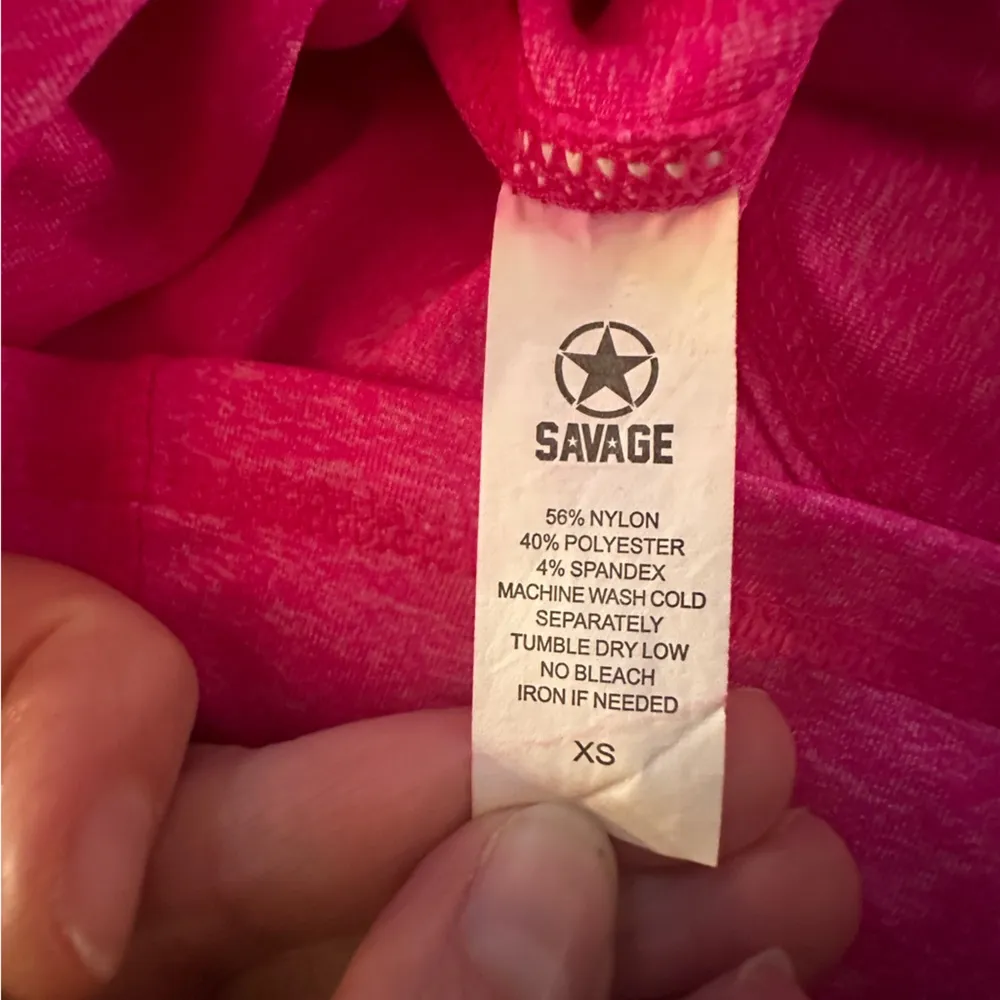 SAVAGE
56% NYLON
40% POLYESTER
4% SPANDEX
MACHINE WASH COLD
SEPARATELY
TUMBLE DRY LOW
NO BLEACH
IRON IF NEEDED
XS